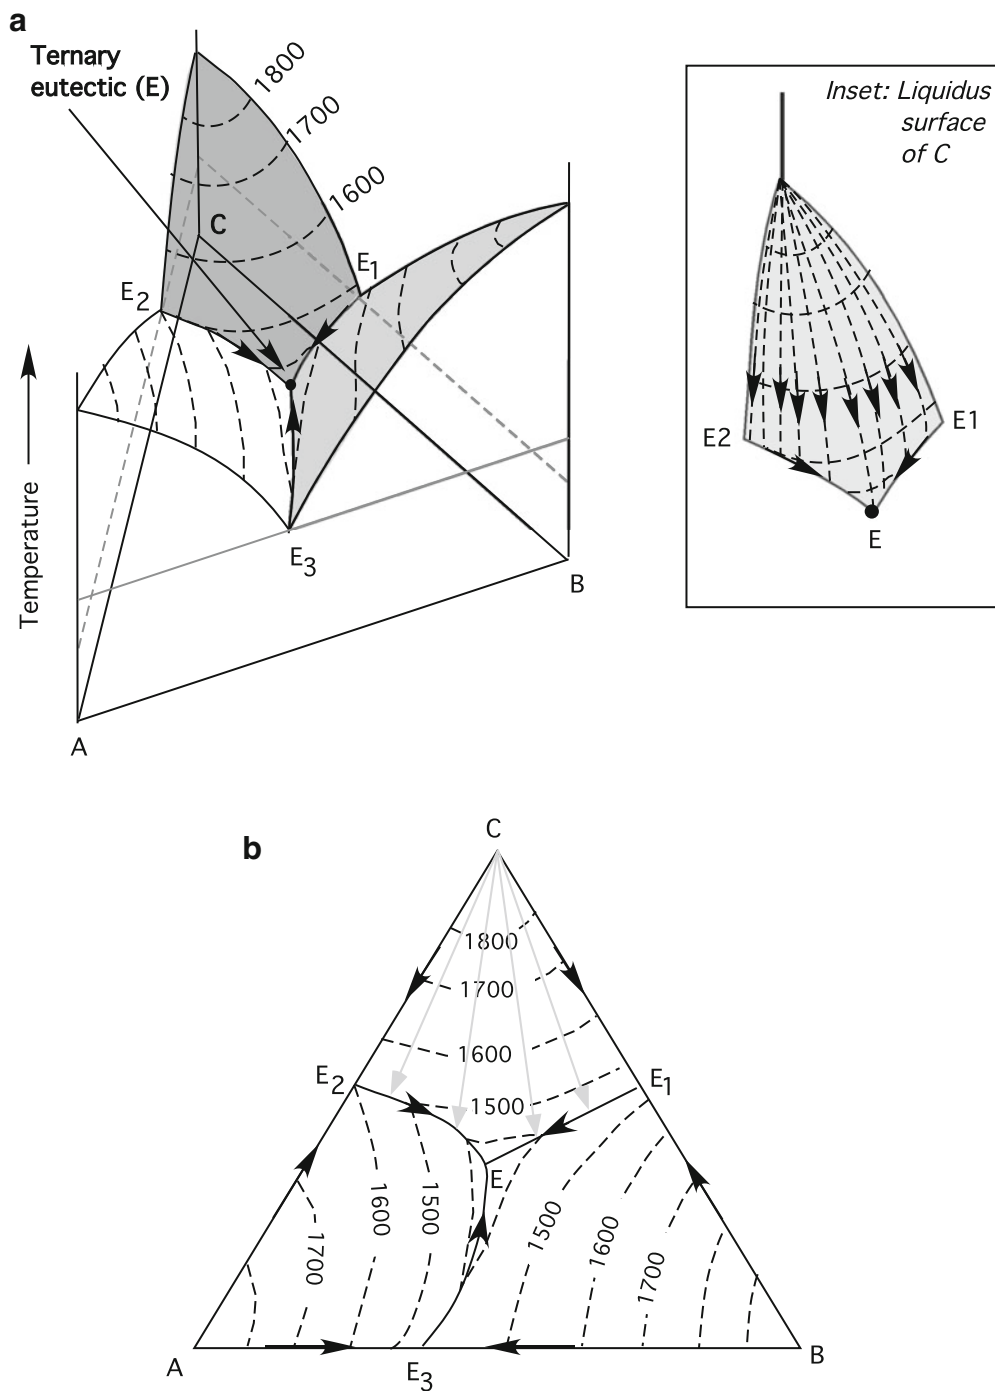 a
Ternary
eutectic (E)
1800
1700
1600
C
E1
E2
E3
Temperature
A
B
Inset: Liquidus
surface
of C
E2
E1
E
b
C
1800
1700
1600
1500
E2
E1
E
1700
1600
1500
1500
1600
1700
A
E3
B